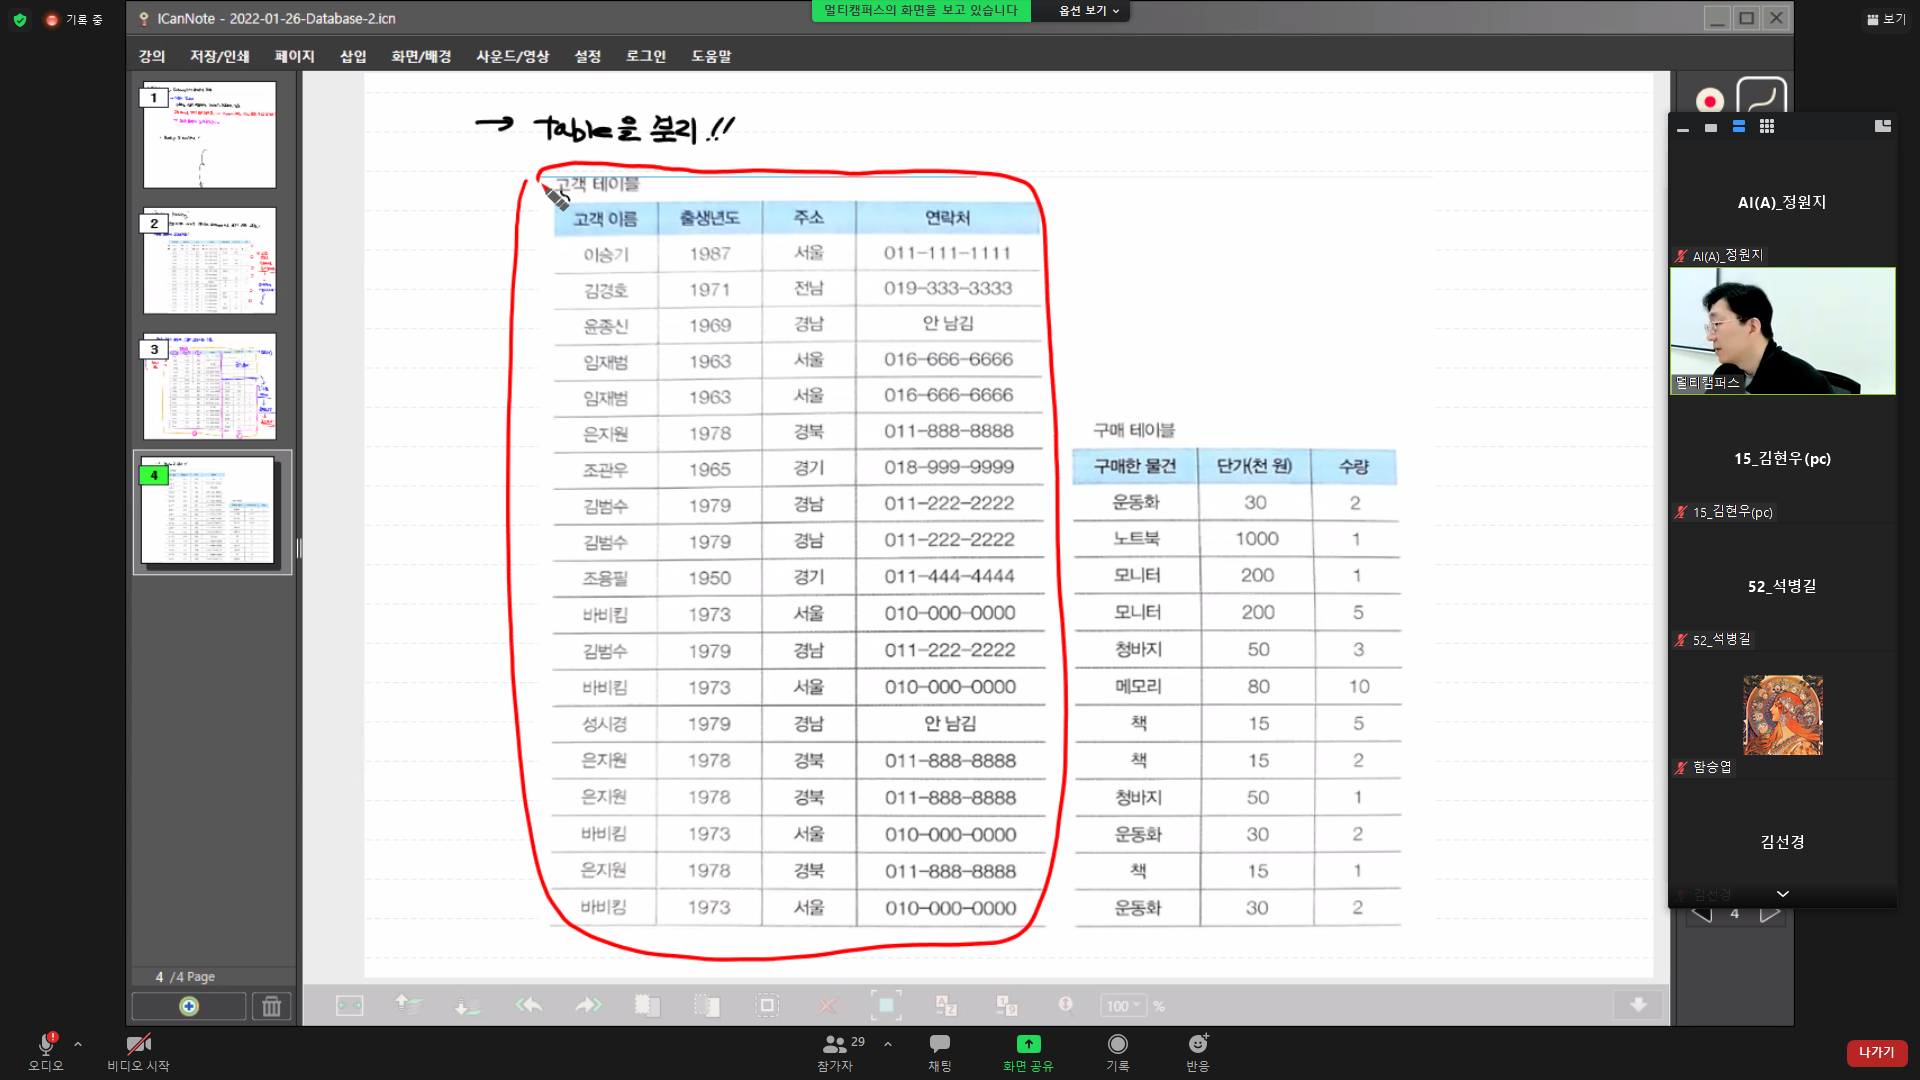 기록 중
ICanNote - 2022-01-26-Database-2.icn
멀티캠퍼스의 화면을 보고 있습니다
옵션 보기
보기
강의 저장/인쇄 페이지 삽입 화면/배경 사운드/영상 설정 로그인 도움말
1
2
3
4
4 /4 Page
→ Table을 분리!!
고객 테이블
고객 이름 출생년도 주소 연락처
이승기 1987 서울 011-111-1111
김경호 1971 전남 019-333-3333
윤종신 1969 경남 안 남김
임재범 1963 서울 016-666-6666
임재범 1963 서울 016-666-6666
은지원 1978 경북 011-888-8888
조관우 1965 경기 018-999-9999
김범수 1979 경남 011-222-2222
김범수 1979 경남 011-222-2222
조용필 1950 경기 011-444-4444
바비킴 1973 서울 010-000-0000
김범수 1979 경남 011-222-2222
바비킴 1973 서울 010-000-0000
성시경 1979 경남 안 남김
은지원 1978 경북 011-888-8888
은지원 1978 경북 011-888-8888
바비킴 1973 서울 010-000-0000
은지원 1978 경북 011-888-8888
바비킴 1973 서울 010-000-0000
구매 테이블
구매한 물건 단가(천 원) 수량
운동화 30 2
노트북 1000 1
모니터 200 1
모니터 200 5
청바지 50 3
메모리 80 10
책 15 5
책 15 2
청바지 50 1
운동화 30 2
책 15 1
운동화 30 2
AI(A)_정원지
AI(A)_정원지
멀티캠퍼스
15_김현우(pc)
15_김현우(pc)
52_석병길
52_석병길
함승엽
김선경
김선경
4
100 %
오디오
비디오 시작
29
참가자
채팅
화면 공유
기록
반응
나가기